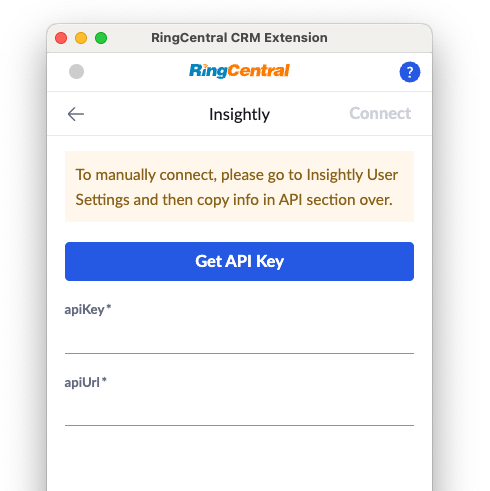 RingCentral CRM Extension
RingCentral
?
Insightly
Connect
To manually connect, please go to Insightly User
Settings and then copy info in API section over.
Get API Key
apiKey*
apiUrl*